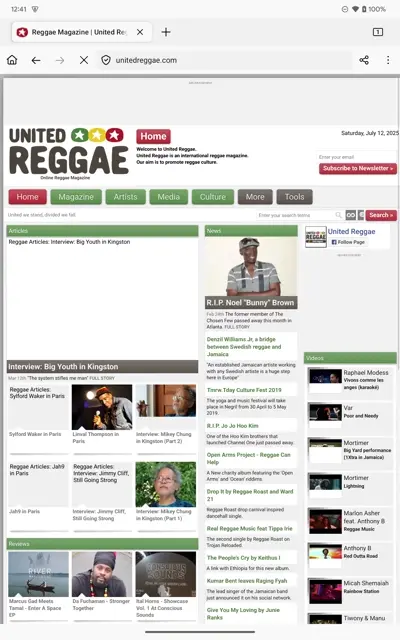 12:41
100%
Reggae Magazine | United Re
1
unitedreggae.com
UNITED
REGGAE
Online Reggae Magazine
Home
Welcome to United Reggae.
United Reggae is an international reggae magazine.
Our aim is to promote reggae culture.
Saturday, July 12, 2025
Enter your email
Subscribe to Newsletter »
Home
Magazine
Artists
Media
Culture
More
Tools
United we stand, divided we fall
Enter your search terms
GO
Search »
Articles
Reggae Articles: Interview: Big Youth in Kingston
Interview: Big Youth in Kingston
Mar 13th "The system stifles me man" FULL STORY
Reggae Articles:
Sylford Walker in Paris
Sylford Walker in Paris
Linval Thompson in
Paris
Interview: Mikey Chung
in Kingston (Part 2)
Reggae Articles: Jah9 in
Paris
Jah9 in Paris
Reggae Articles:
Interview: Jimmy Cliff,
Still Going Strong
Interview: Jimmy Cliff,
Still Going Strong
Interview: Mikey Chung
in Kingston (Part 1)
Reviews
Marcus Gad Meets
Tamal - Enter A Space
EP
Da Fuchaman - Stronger
Together
CONSCIOUS
SOUNDS
Ital Horns - Showcase
Vol. 1 At Conscious
Sounds
News
R.I.P. Noel "Bunny" Brown
Feb 24th The former member of The
Chosen Few passed away this month in
Atlanta. FULL STORY
Denzil Williams Jr, a bridge
between Swedish reggae and
Jamaica
"An established Jamaican artiste working
with any Swedish artiste is a huge step
here in Europe"
Tmrw Tday Culture Fest 2019
The yoga and music festival will take
place in Negril from 30 April to 5 May
2019.
R.I.P. Jo Jo Hoo Kim
One of the Hoo Kim brothers that
launched Channel One just passed away.
Open Arms Project - Reggae Can
Help
A new charity album featuring the 'Open
Arms' and 'Ocean' riddims.
Drop It by Reggae Roast and Ward
21
Reggae Roast drop carnival inspired
dancehall single.
Real Reggae Music feat Tippa Irie
The second single by Reggae Roast on
Trojan Reloaded
The People's Cry by Keithus I
A link with Ethiopia for this new album.
Kumar Bent leaves Raging Fyah
The lead singer of the Jamaican band
just announced it on his social network.
Give You My Loving by Junie
Ranks
United Reggae
Follow Page
Videos
Raphael Modess
Vivons comme les
anges (karaoké)
Var
Poor and Needy
Mortimer
Big Yard performance
(1Xtra in Jamaica)
Mortimer
Lightning
Marlon Asher
feat. Anthony B
Reggae Music
Anthony B
Red Outta Road
Micah Shemaiah
Rainbow Station
Tiwony & Manu